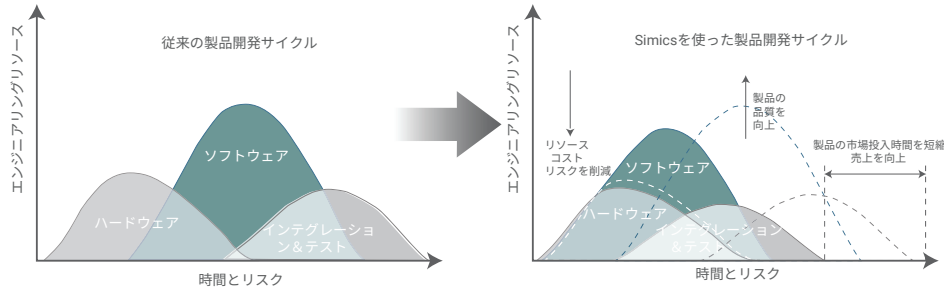 従来の製品開発サイクル
エンジニアリングリソース
ソフトウェア
ハードウェア
インテグレーショ
ン＆テスト
時間とリスク
Simicsを使った製品開発サイクル
エンジニアリングリソース
リソース
コスト
リスクを削減
製品の
品質を
向上
製品の市場投入時間を短縮
売上を向上
ソフトウェア
ハードウェア
インテグレーション
＆テスト
時間とリスク